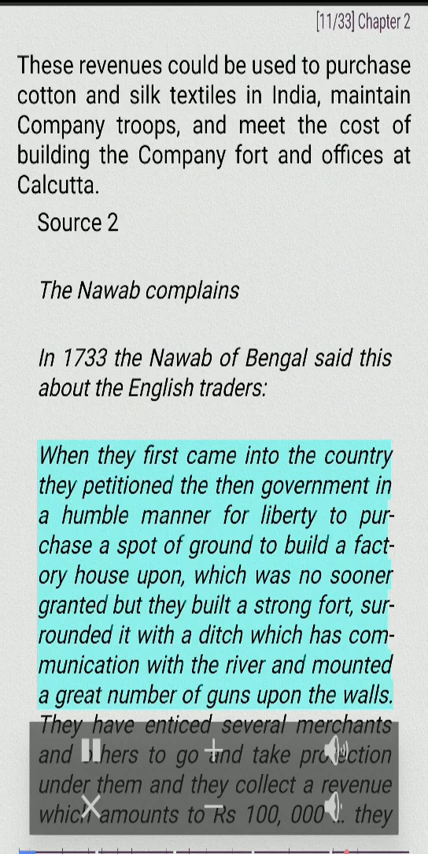 [11/33] Chapter 2
These revenues could be used to purchase
cotton and silk textiles in India, maintain
Company troops, and meet the cost of
building the Company fort and offices at
Calcutta.
Source 2
The Nawab complains
In 1733 the Nawab of Bengal said this
about the English traders:
When they first came into the country
they petitioned the then government in
a humble manner for liberty to pur-
chase a spot of ground to build a fact-
ory house upon, which was no sooner
granted but they built a strong fort, sur-
rounded it with a ditch which has com-
munication with the river and mounted
a great number of guns upon the walls.
They have enticed several merchants
and others to go and take protection
under them and they collect a revenue
which amounts to Rs 100, 000 ... they